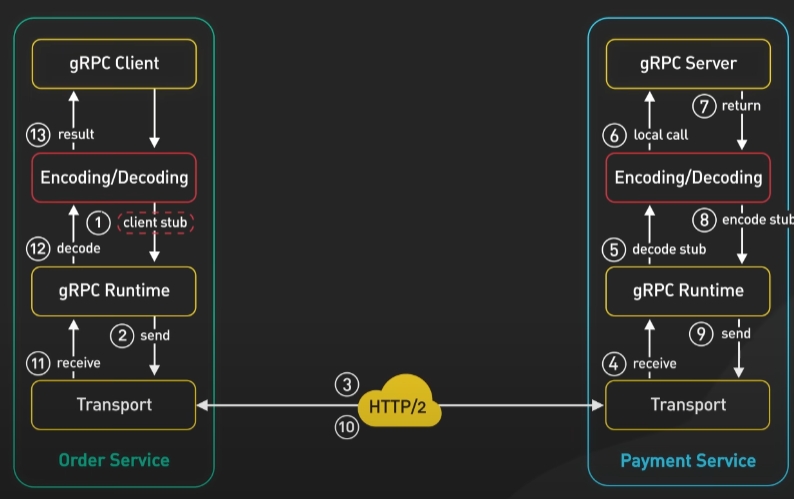 gRPC Client
13 result
Encoding/Decoding
1 client stub
12 decode
gRPC Runtime
2 send
11 receive
Transport
Order Service
3
HTTP/2
10
gRPC Server
7 return
6 local call
Encoding/Decoding
8 encode stub
5 decode stub
gRPC Runtime
9 send
4 receive
Transport
Payment Service